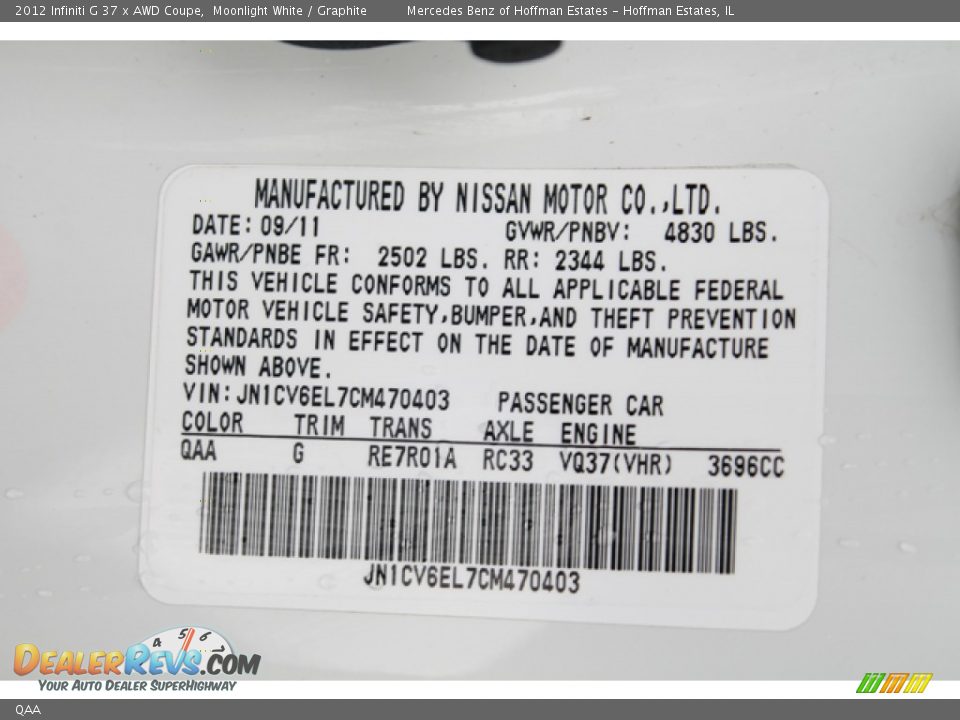 2012 Infiniti G 37 x AWD Coupe, Moonlight White / Graphite Mercedes Benz of Hoffman Estates - Hoffman Estates, IL
MANUFACTURED BY NISSAN MOTOR CO.,LTD.
DATE: 09/11 GVWR/PNBV: 4830 LBS.
GAWR/PNBE FR: 2502 LBS. RR: 2344 LBS.
THIS VEHICLE CONFORMS TO ALL APPLICABLE FEDERAL
MOTOR VEHICLE SAFETY,BUMPER,AND THEFT PREVENTION
STANDARDS IN EFFECT ON THE DATE OF MANUFACTURE
SHOWN ABOVE.
VIN:JN1CV6EL7CM470403 PASSENGER CAR
COLOR TRIM TRANS AXLE ENGINE
QAA G RE7R01A RC33 VQ37(VHR) 3696CC
JN1CV6EL7CM470403
4 5 6 7
DEALERREVS.COM
YOUR AUTO DEALER SUPERHIGHWAY
QAA